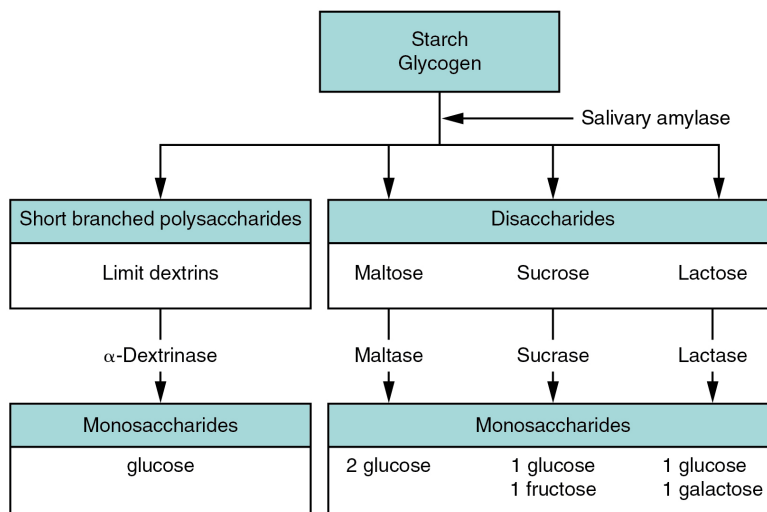 Starch
Glycogen
Salivary amylase
Short branched polysaccharides
Disaccharides
Limit dextrins
Maltose
Sucrose
Lactose
α-Dextrinase
Maltase
Sucrase
Lactase
Monosaccharides
Monosaccharides
glucose
2 glucose
1 glucose
1 fructose
1 glucose
1 galactose